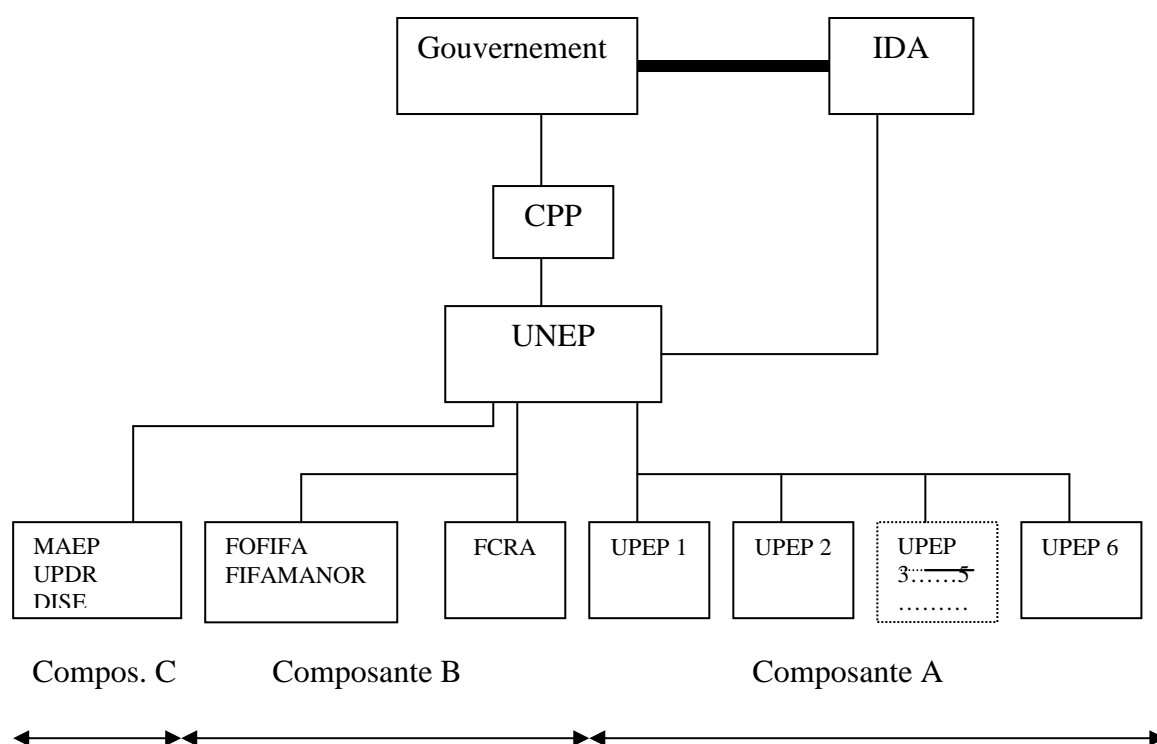 Gouvernement
IDA
CPP
UNEP
MAEP
UPDR
DISE
FOFIFA
FIFAMANOR
FCRA
UPEP 1
UPEP 2
UPEP
3……5
………
UPEP 6
Compos. C
Composante B
Composante A